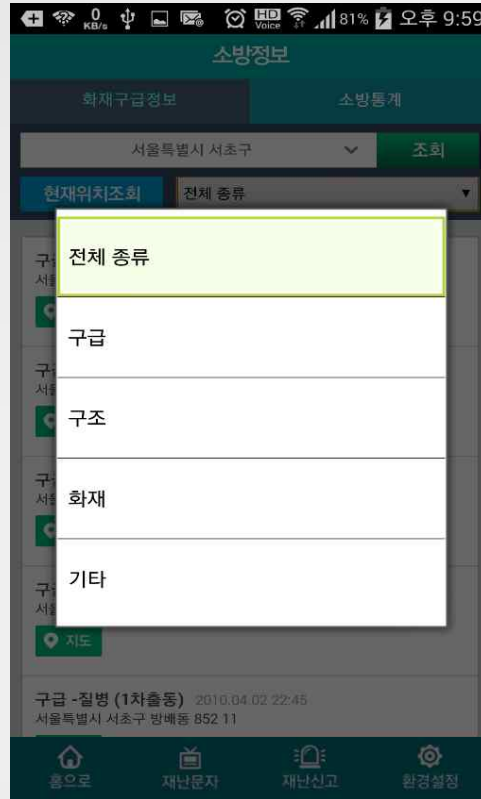 0
KB/s
HD
Voice
81% 오후 9:59
소방정보
화재구급정보 소방통계
서울특별시 서초구 조회
현재위치조회 전체 종류
전체 종류
구급
구조
화재
기타
지도
구급 -질병 (1차출동) 2010.04.02 22:45
서울특별시 서초구 방배동 852 11
홈으로 재난문자 재난신고 환경설정